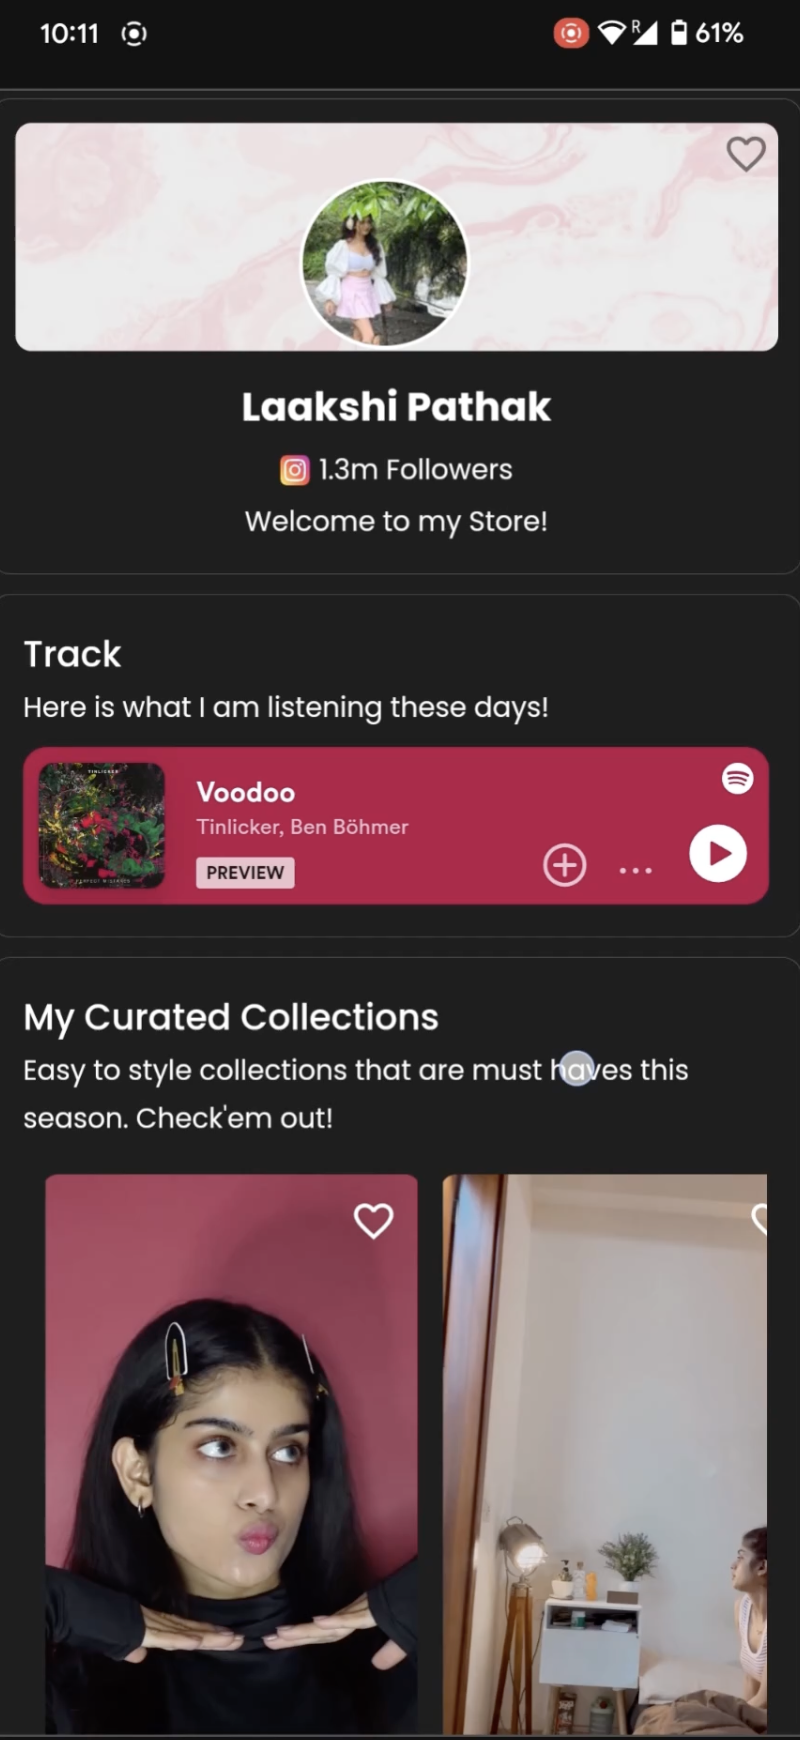 10:11
R
61%
Laakshi Pathak
1.3m Followers
Welcome to my Store!
Track
Here is what I am listening these days!
TINLICKER
Voodoo
Tinlicker, Ben Böhmer
PREVIEW
My Curated Collections
Easy to style collections that are must haves this
season. Check'em out!